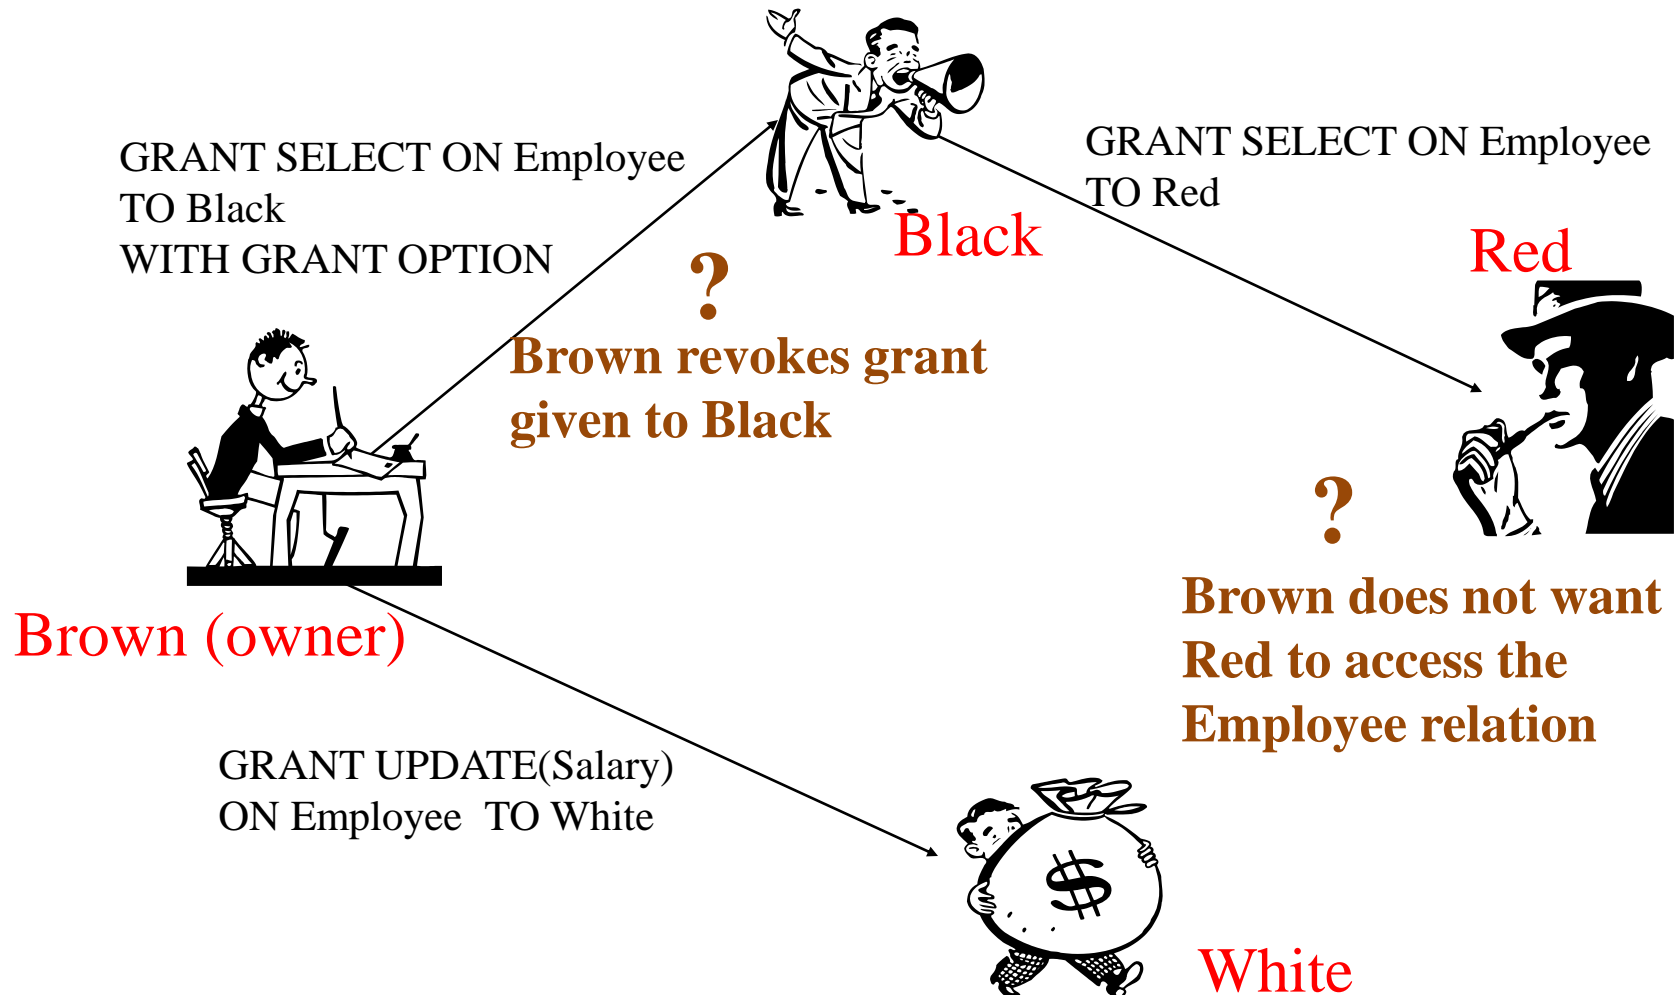 GRANT SELECT ON Employee
TO Black
WITH GRANT OPTION
GRANT SELECT ON Employee
TO Red
Black
Red
?
Brown revokes grant
given to Black
?
Brown does not want
Red to access the
Employee relation
Brown (owner)
GRANT UPDATE(Salary)
ON Employee TO White
$
White